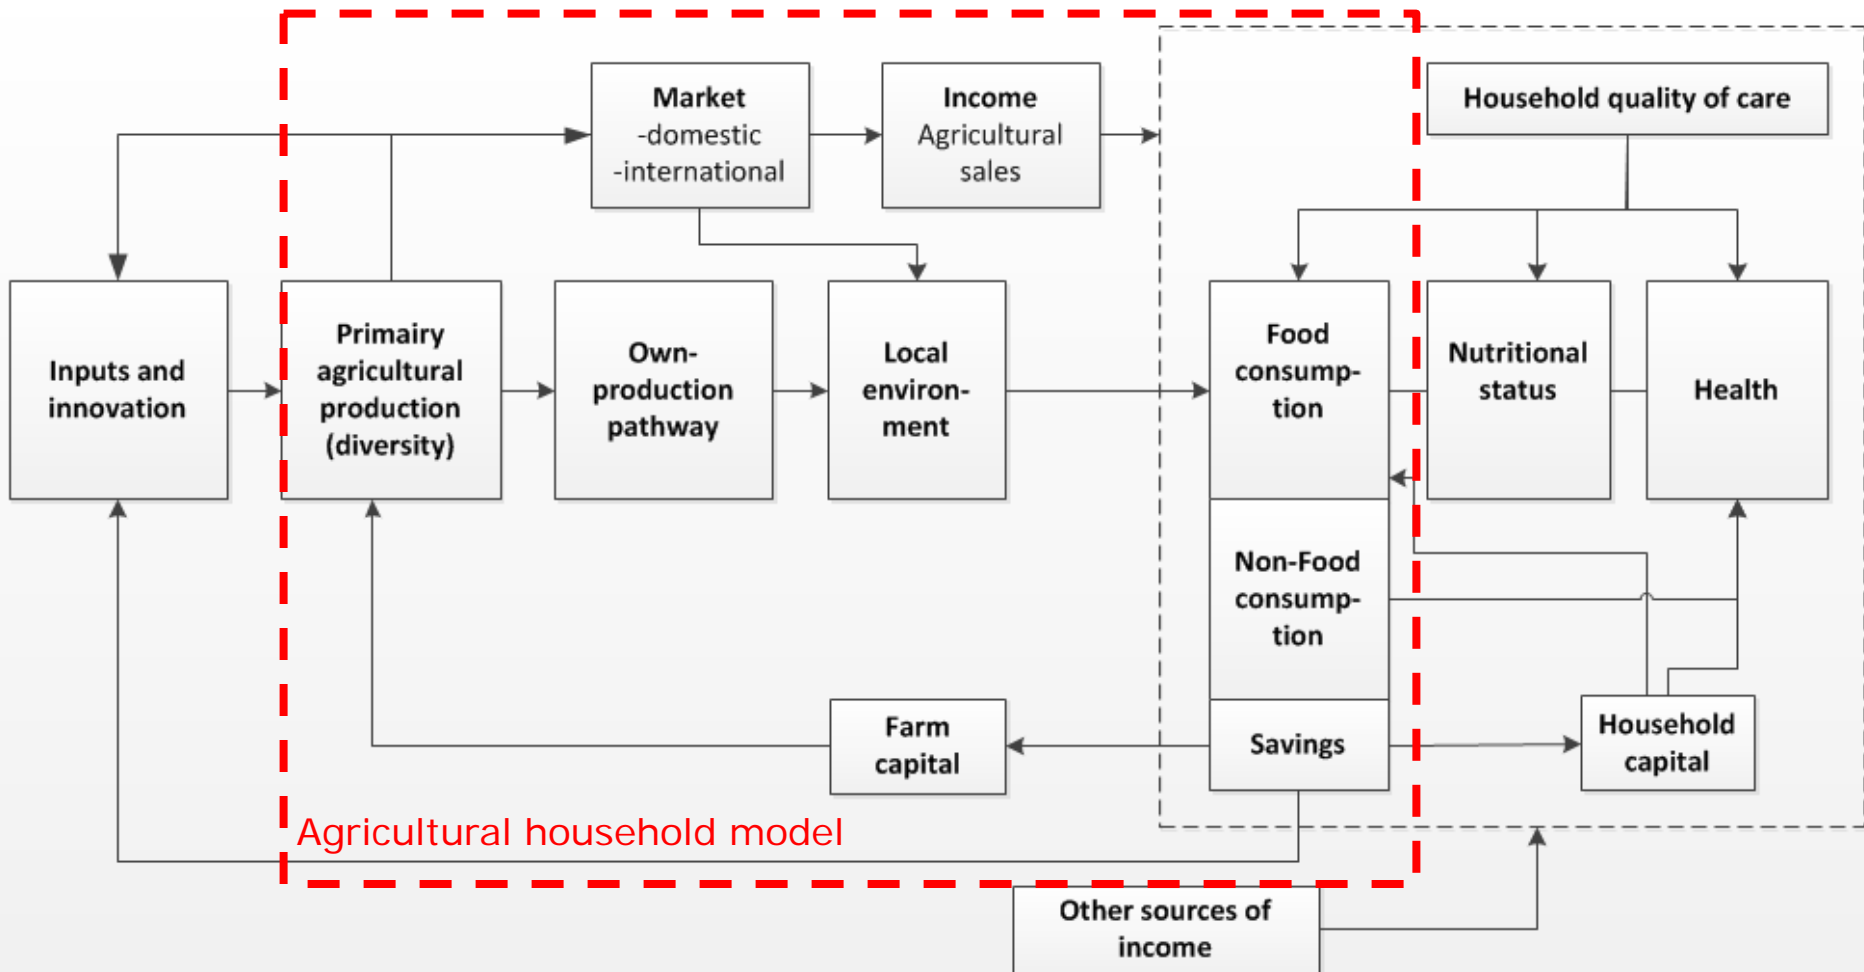 Market
-domestic
-international
Income
Agricultural
sales
Household quality of care
Inputs and
innovation
Primairy
agricultural
production
(diversity)
Own-
production
pathway
Local
environ-
ment
Food
consump-
tion
Nutritional
status
Health
Non-Food
consump-
tion
Farm
capital
Savings
Household
capital
Agricultural household model
Other sources of
income